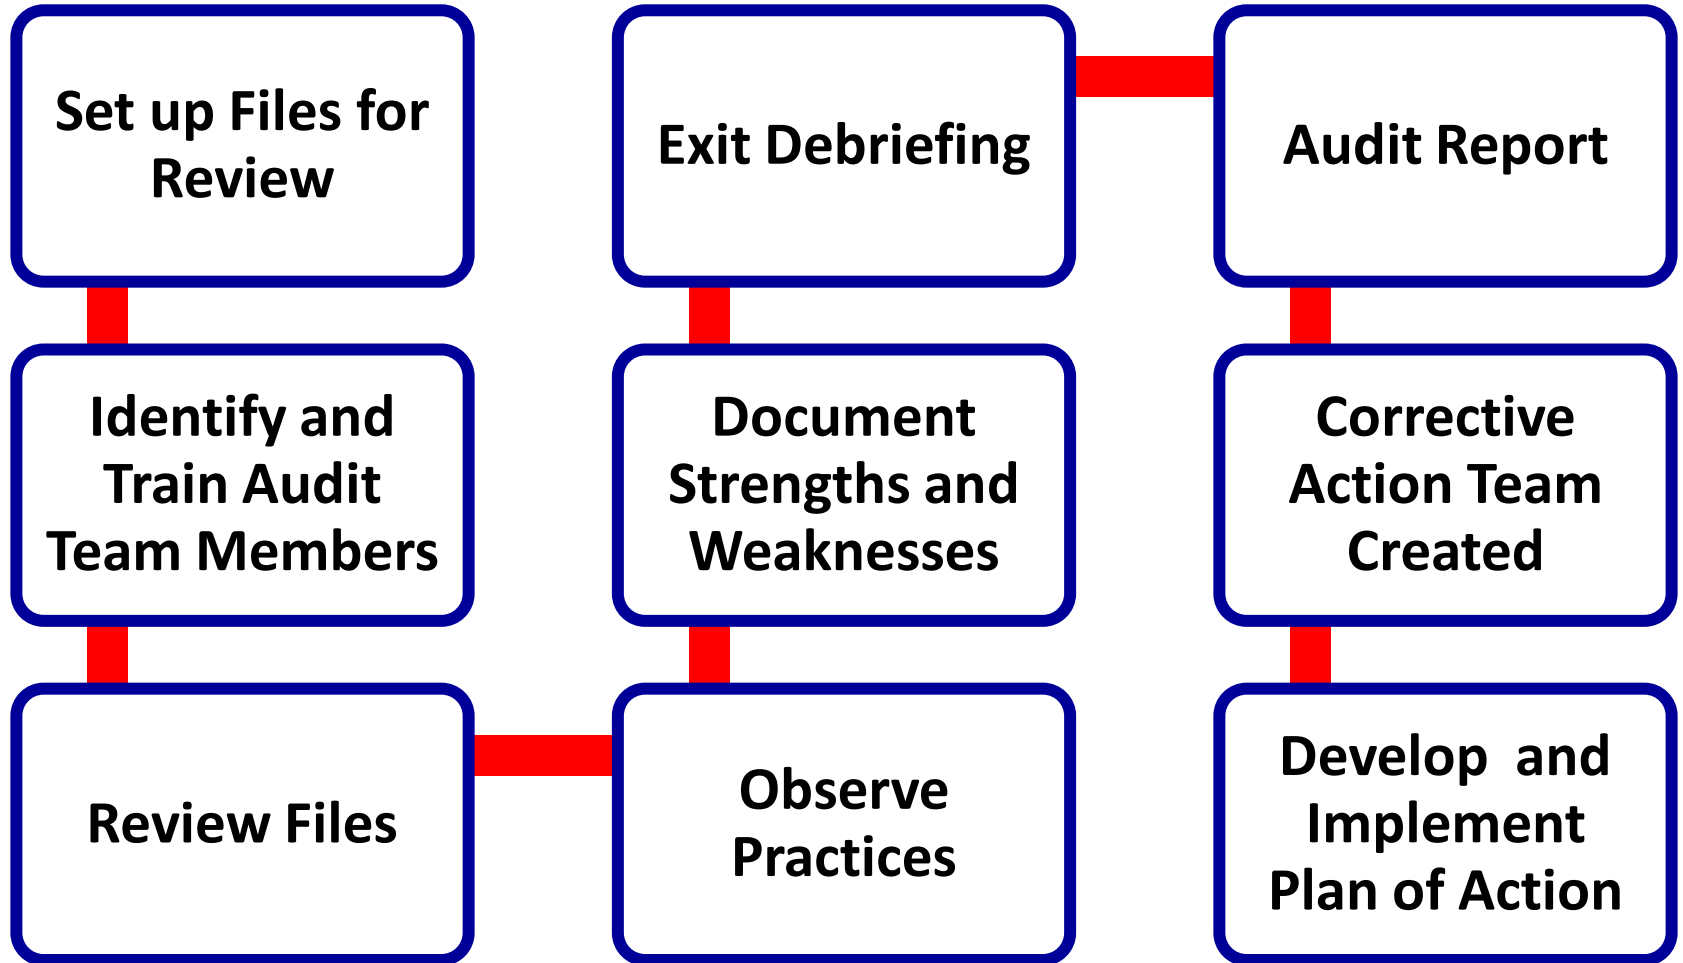 Set up Files for
Review
Identify and
Train Audit
Team Members
Review Files
Observe
Practices
Document
Strengths and
Weaknesses
Exit Debriefing
Audit Report
Corrective
Action Team
Created
Develop  and
Implement
Plan of Action